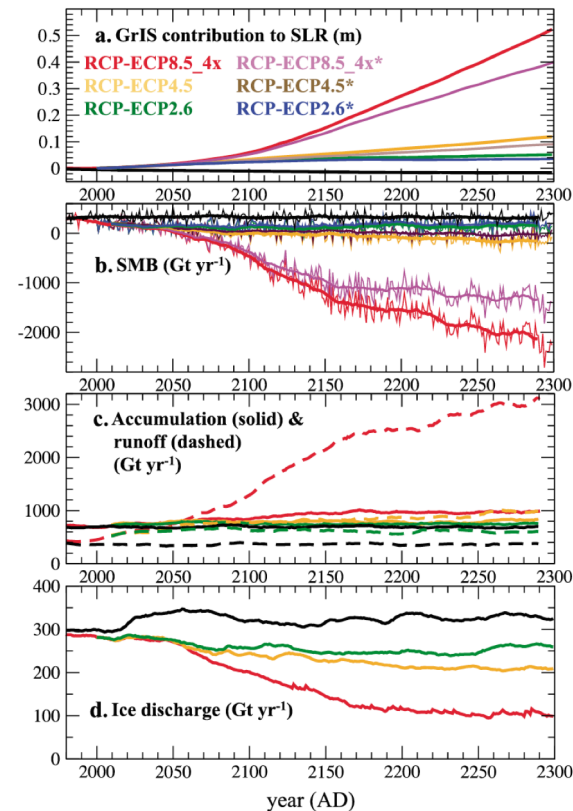 a. GrIS contribution to SLR (m)
0.5
0.4
0.3
0.2
0.1
0
RCP-ECP8.5_4x RCP-ECP8.5_4x*
RCP-ECP4.5 RCP-ECP4.5*
RCP-ECP2.6 RCP-ECP2.6*
2000 2050 2100 2150 2200 2250 2300
0
-1000
-2000
b. SMB (Gt yr⁻¹)
2000 2050 2100 2150 2200 2250 2300
3000
2000
1000
0
c. Accumulation (solid) &
runoff (dashed)
(Gt yr⁻¹)
2000 2050 2100 2150 2200 2250 2300
400
300
200
100
0
d. Ice discharge (Gt yr⁻¹)
2000 2050 2100 2150 2200 2250 2300
year (AD)